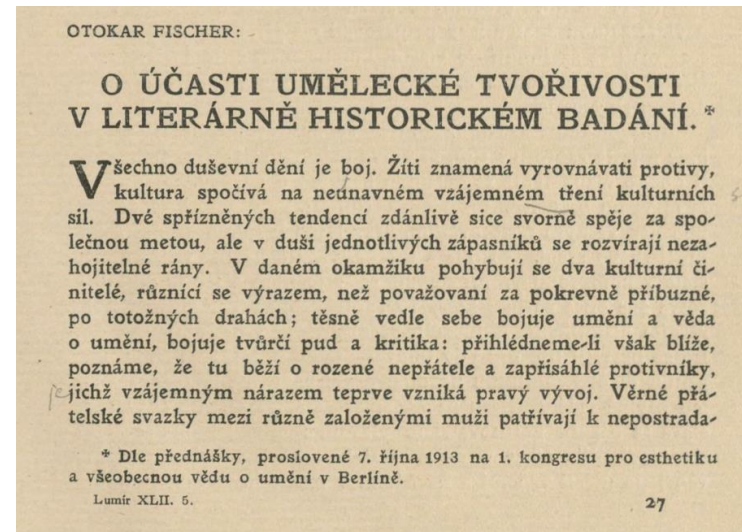 OTOKAR FISCHER:
O ÚČASTI UMĚLECKÉ TVOŘIVOSTI
V LITERÁRNĚ HISTORICKÉM BADÁNÍ.*
Všechno duševní dění je boj. Žíti znamená vyrovnávati protivy,
kultura spočívá na neúnavném vzájemném tření kulturních
sil. Dvé spřízněných tendencí zdánlivě sice svorně spěje za spo-
lečnou metou, ale v duši jednotlivých zápasníků se rozvírají neza-
hojitelné rány. V daném okamžiku pohybují se dva kulturní či-
nitelé, různící se výrazem, než považovaní za pokrevně příbuzné,
po totožných drahách; těsně vedle sebe bojuje umění a věda
o umění, bojuje tvůrčí pud a kritika: přihlédneme-li však blíže,
poznáme, že tu běží o rozené nepřátele a zapřisáhlé protivníky,
jichž vzájemným nárazem teprve vzniká pravý vývoj. Věrné přá-
telské svazky mezi různě založenými muži patřívají k nepostrada-
* Dle přednášky, proslovené 7. října 1913 na 1. kongresu pro esthetiku
a všeobecnou vědu o umění v Berlíně.
Lumír XLII. 5.
27